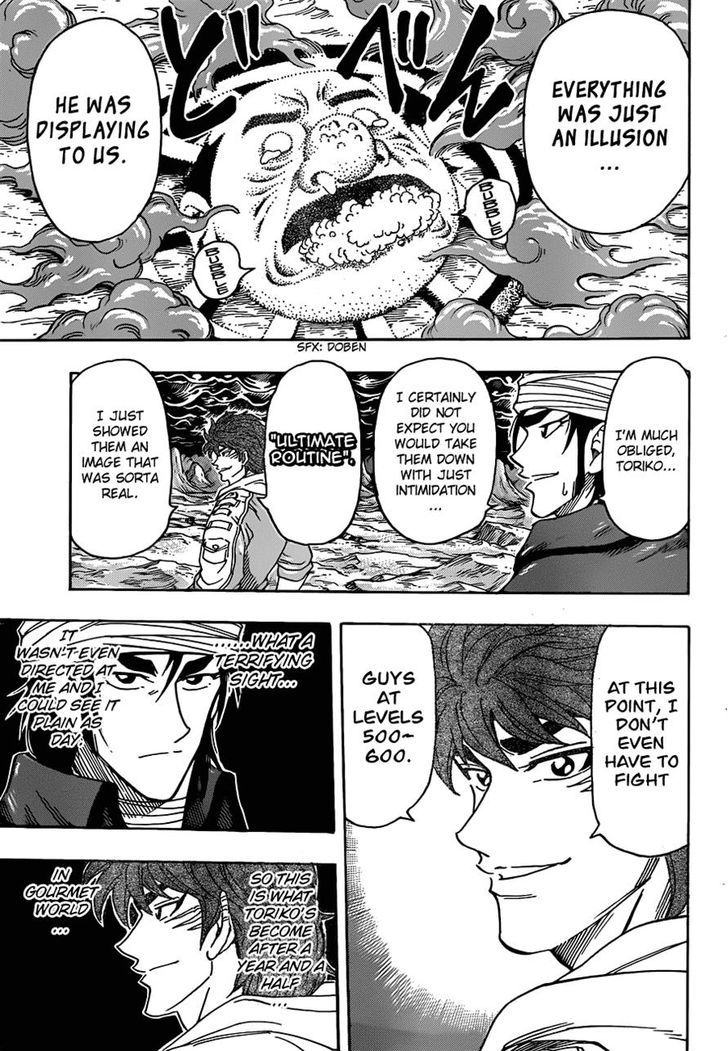 EVERYTHING
WAS JUST
AN ILLUSION
...
HE WAS
DISPLAYING
TO US.
どべん
BUBBLE
BUBBLE
SFX: DOBEN
I'M MUCH
OBLIGED,
TORIKO...
I CERTAINLY
DID NOT
EXPECT YOU
WOULD TAKE
THEM DOWN
WITH JUST
INTIMIDATION
...
"ULTIMATE
ROUTINE".
I JUST
SHOWED
THEM AN
IMAGE THAT
WAS SORTA
REAL.
AT THIS
POINT, I
DON'T
EVEN
HAVE TO
FIGHT
GUYS
AT
LEVELS
500~
600.
......WHAT A
TERRIFYING
SIGHT...
IT
WASN'T EVEN
DIRECTED AT
ME AND I
COULD SEE IT
PLAIN AS
DAY.
SO THIS
IS WHAT
TORIKO'S
BECOME
AFTER A
YEAR AND A
HALF
...
IN
GOURMET
WORLD
...